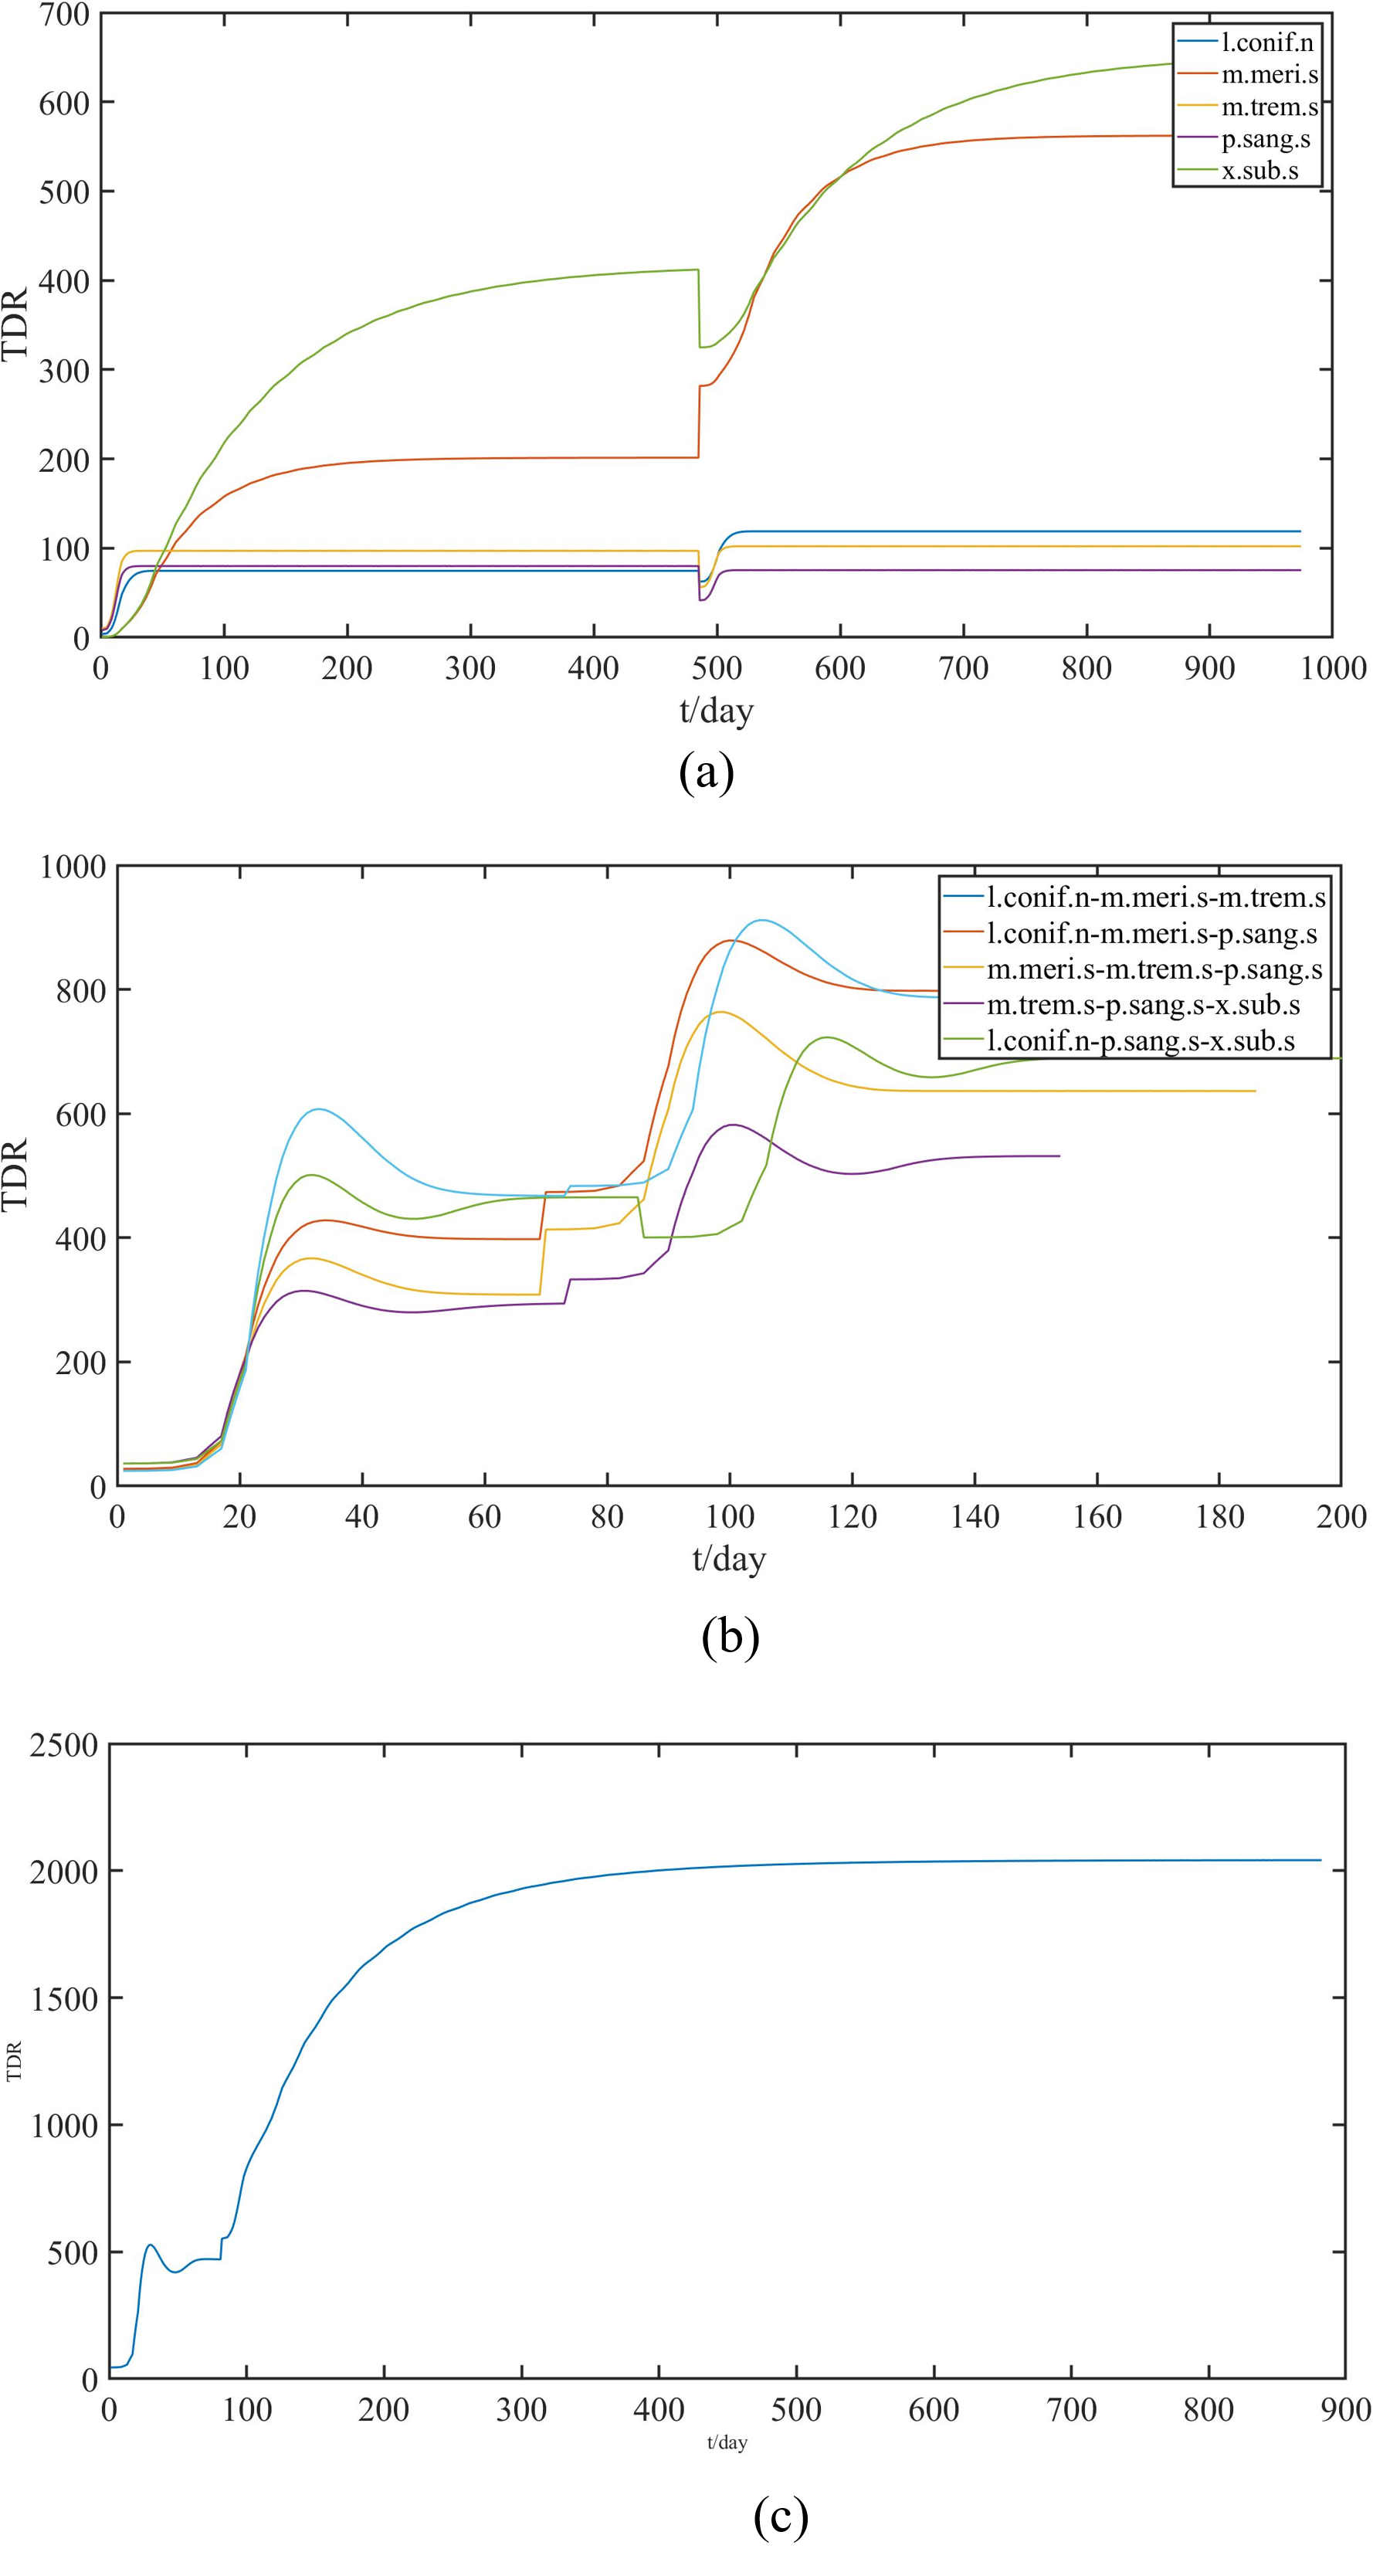 700
600
500
400
300
200
100
0
TDR
l.conif.n
m.meri.s
m.trem.s
p.sang.s
x.sub.s
0 100 200 300 400 500 600 700 800 900 1000
t/day
(a)
1000
800
600
400
200
0
TDR
l.conif.n-m.meri.s-m.trem.s
l.conif.n-m.meri.s-p.sang.s
m.meri.s-m.trem.s-p.sang.s
m.trem.s-p.sang.s-x.sub.s
l.conif.n-p.sang.s-x.sub.s
0 20 40 60 80 100 120 140 160 180 200
t/day
(b)
2500
2000
1500
1000
500
0
TDR
0 100 200 300 400 500 600 700 800 900
t/day
(c)